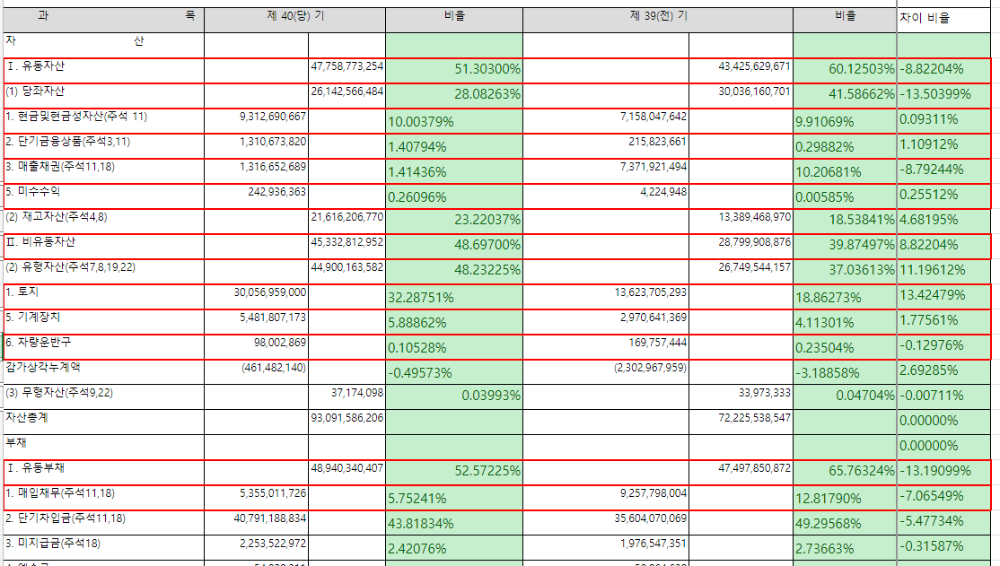 과 목 제 40(당) 기 비율 제 39(전) 기 비율 차이 비율
자 산
Ⅰ. 유동자산 47,758,773,254 51.30300% 43,425,629,671 60.12503% -8.82204%
(1) 당좌자산 26,142,566,484 28.08263% 30,036,160,701 41.58662% -13.50399%
1. 현금및현금성자산(주석 11) 9,312,690,667 10.00379% 7,158,047,642 9.91069% 0.09311%
2. 단기금융상품(주석3,11) 1,310,673,820 1.40794% 215,823,661 0.29882% 1.10912%
3. 매출채권(주석11,18) 1,316,652,689 1.41436% 7,371,921,494 10.20681% -8.79244%
5. 미수수익 242,936,363 0.26096% 4,224,948 0.00585% 0.25512%
(2) 재고자산(주석4,8) 21,616,206,770 23.22037% 13,389,468,970 18.53841% 4.68195%
Ⅱ. 비유동자산 45,332,812,952 48.69700% 28,799,908,876 39.87497% 8.82204%
(2) 유형자산(주석7,8,19,22) 44,900,163,582 48.23225% 26,749,544,157 37.03613% 11.19612%
1. 토지 30,056,959,000 32.28751% 13,623,705,293 18.86273% 13.42479%
5. 기계장치 5,481,807,173 5.88862% 2,970,641,369 4.11301% 1.77561%
6. 차량운반구 98,002,869 0.10528% 169,757,444 0.23504% -0.12976%
감가상각누계액 (461,482,140) -0.49573% (2,302,967,959) -3.18858% 2.69285%
(3) 무형자산(주석9,22) 37,174,098 0.03993% 33,973,333 0.04704% -0.00711%
자산총계 93,091,586,206 72,225,538,547 0.00000%
부채 0.00000%
Ⅰ. 유동부채 48,940,340,407 52.57225% 47,497,850,872 65.76324% -13.19099%
1. 매입채무(주석11,18) 5,355,011,726 5.75241% 9,257,798,004 12.81790% -7.06549%
2. 단기차입금(주석11,18) 40,791,188,834 43.81834% 35,604,070,069 49.29568% -5.47734%
3. 미지급금(주석18) 2,253,522,972 2.42076% 1,976,547,351 2.73663% -0.31587%